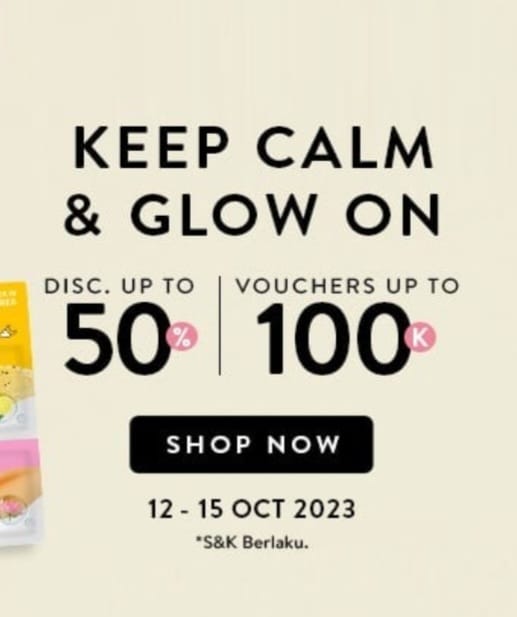 KEEP CALM
& GLOW ON
DISC. UP TO
50%
VOUCHERS UP TO
100K
SHOP NOW
12 - 15 OCT 2023
*S&K Berlaku.